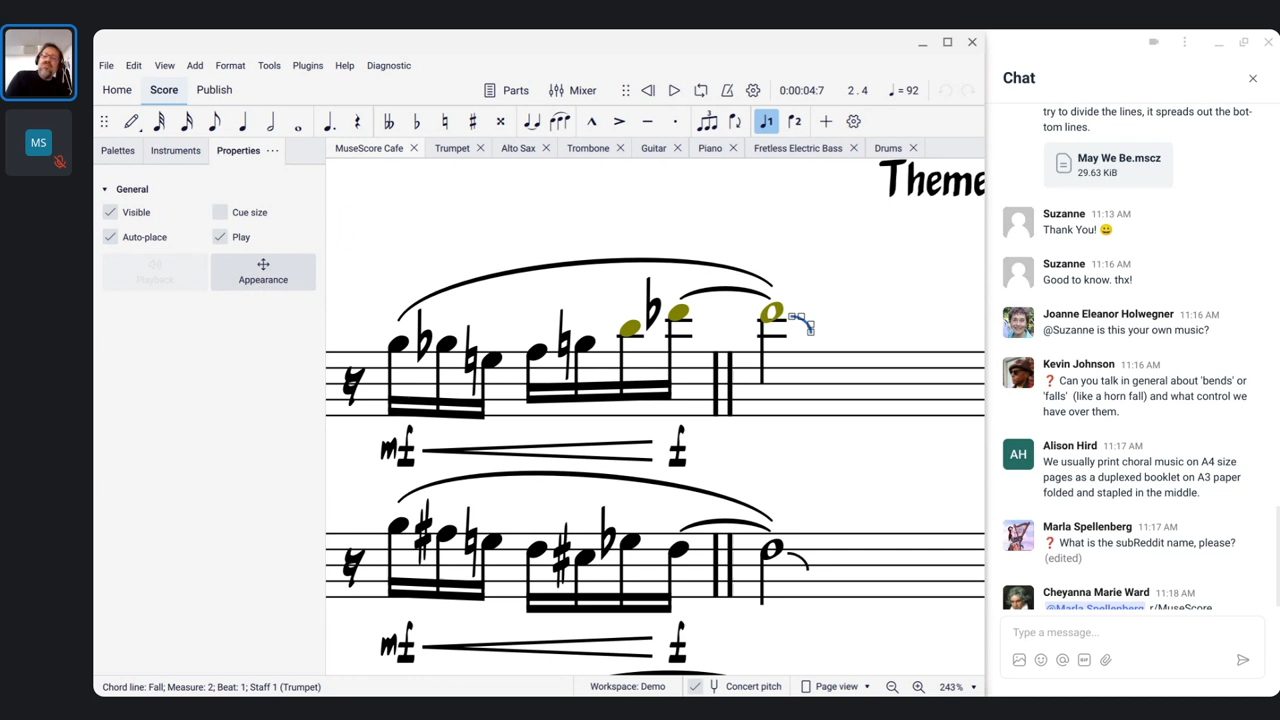 MS
File Edit View Add Format Tools Plugins Help Diagnostic
Home Score Publish Parts Mixer 0:00:04:7 2 . 4 = 92
Palettes Instruments Properties
General
Visible Cue size
Auto-place Play
Playback Appearance
MuseScore Cafe Trumpet Alto Sax Trombone Guitar Piano Fretless Electric Bass Drums
Theme
mf f
mf f
Chord line: Fall; Measure: 2; Beat: 1; Staff 1 (Trumpet) Workspace: Demo Concert pitch Page view 243%
Chat
try to divide the lines, it spreads out the bot-
tom lines.
May We Be.mscz
29.63 KiB
Suzanne 11:13 AM
Thank You! 😀
Suzanne 11:16 AM
Good to know. thx!
Joanne Eleanor Holwegner 11:16 AM
@Suzanne is this your own music?
Kevin Johnson 11:16 AM
❓ Can you talk in general about 'bends' or
'falls' (like a horn fall) and what control we
have over them.
AH
Alison Hird 11:17 AM
We usually print choral music on A4 size
pages as a duplexed booklet on A3 paper
folded and stapled in the middle.
Marla Spellenberg 11:17 AM
❓ What is the subReddit name, please?
(edited)
Cheyanna Marie Ward 11:18 AM
@Marla Spellenberg r/MuseScore
Type a message...
GIF